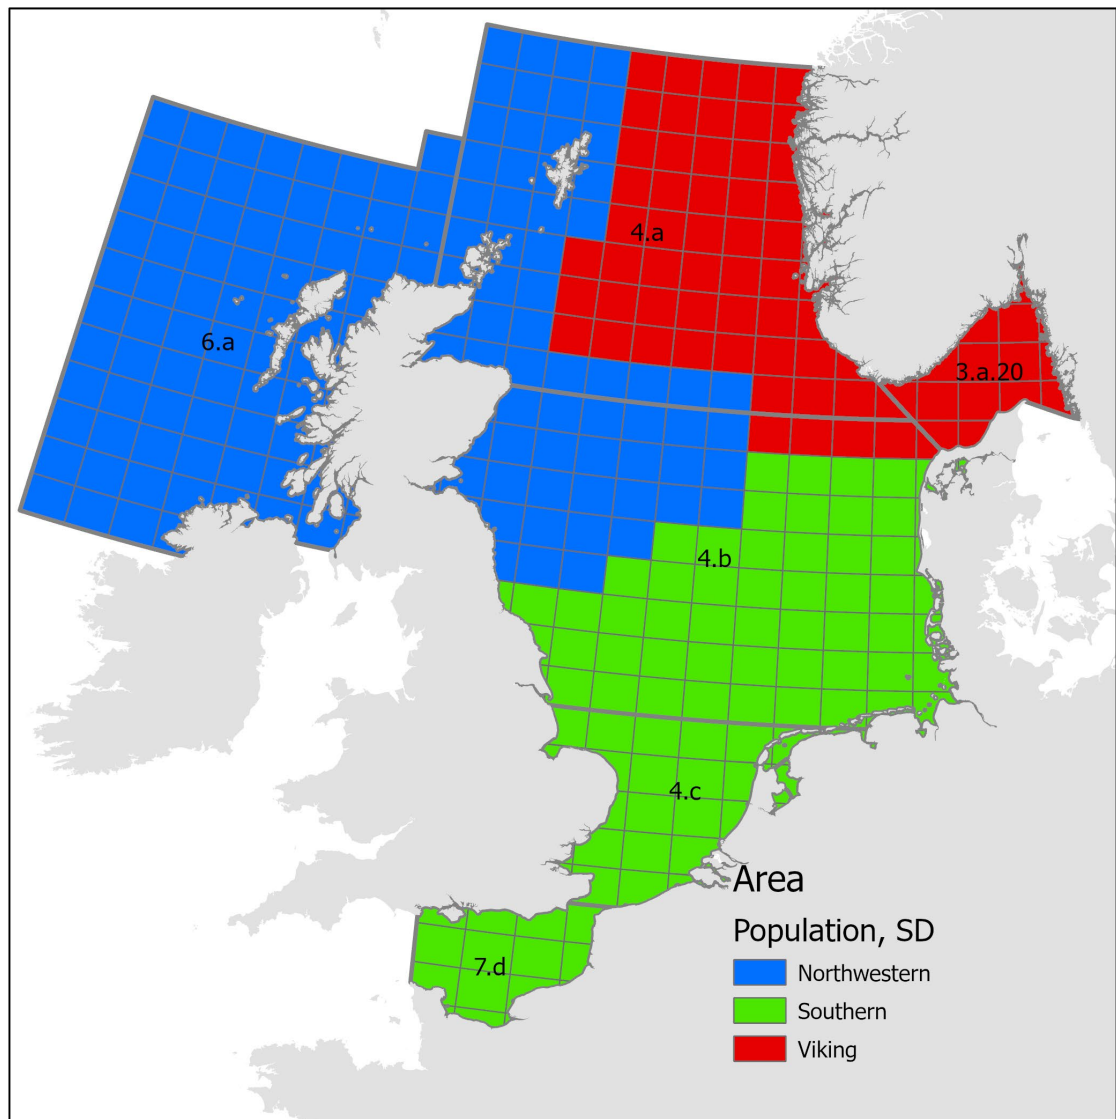 4.a
6.a
3.a.20
4.b
4.c
7.d
Area
Population, SD
Northwestern
Southern
Viking